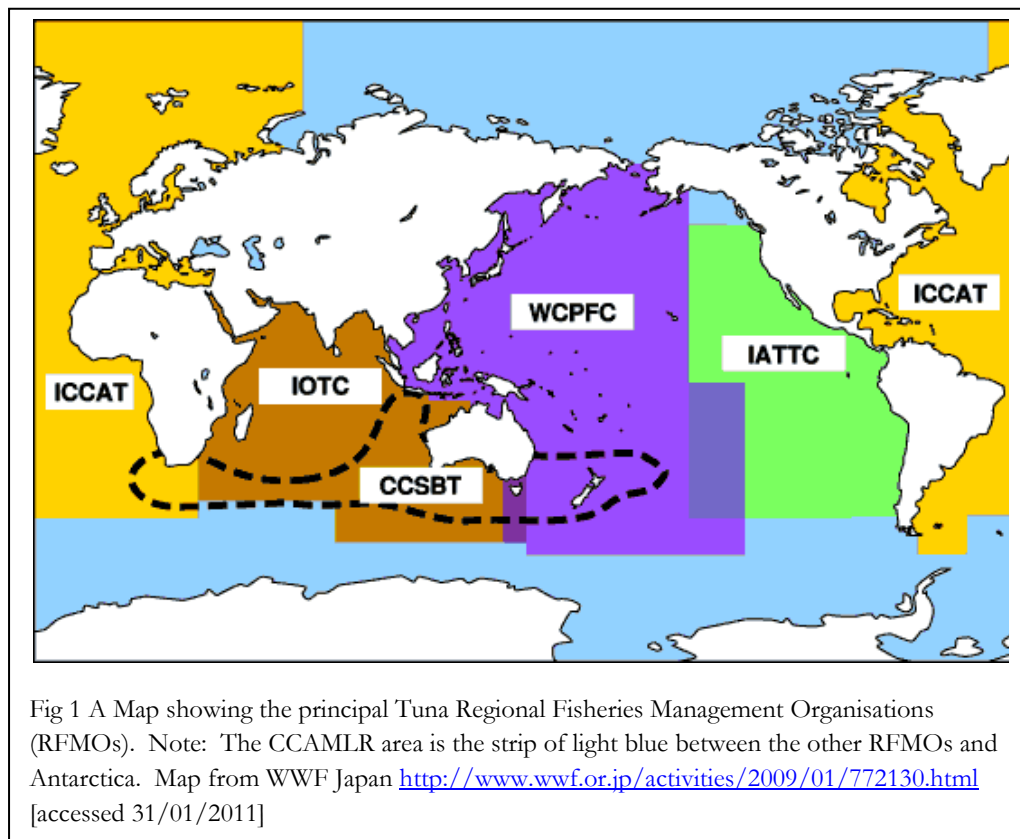 WCPFC
ICCAT
IATTC
ICCAT
IOTC
CCSBT
Fig 1 A Map showing the principal Tuna Regional Fisheries Management Organisations
(RFMOs).  Note:  The CCAMLR area is the strip of light blue between the other RFMOs and
Antarctica.  Map from WWF Japan http://www.wwf.or.jp/activities/2009/01/772130.html
[accessed 31/01/2011]